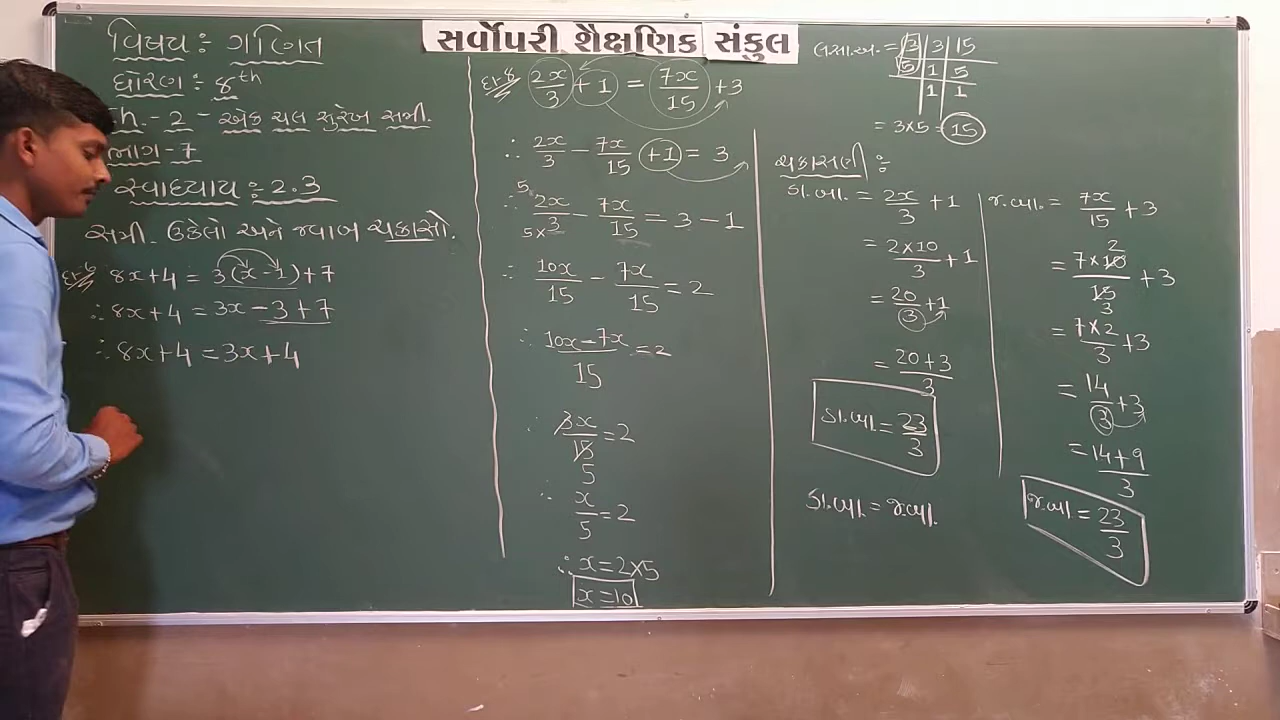 સર્વોપરી શૈક્ષણિક સંકુલ
વિષય : ગણિત
ધોરણ : 8th
Ch. - 2 - એક ચલ સુરેખ સમી.
ભાગ - 7
સ્વાધ્યાય : 2.3
સમી. ઉકેલો અને જવાબ ચકાસો.
8x+4 = 3(x-1)+7
∴ 8x+4 = 3x-3+7
∴ 8x+4 = 3x+4
2x/3 + 1 = 7x/15 + 3
∴ 2x/3 - 7x/15 + 1 = 3
∴ 5× 2x/5×3 - 7x/15 = 3 - 1
∴ 10x/15 - 7x/15 = 2
∴ 10x-7x/15 = 2
∴ 3x/15 = 2
5
∴ x/5 = 2
∴ x = 2×5
x = 10
લસાઅ. = 3 | 3 | 15
5 | 1 | 5
1 | 1
= 3×5 = 15
ચકાસણી :
ડા.બા. = 2x/3 + 1
= 2×10/3 + 1
= 20/3 + 1
= 20+3/3
ડા.બા. = 23/3
ડા.બા. = જ.બા.
જ.બા. = 7x/15 + 3
= 7×10/15 + 3
2
3
= 7×2/3 + 3
= 14/3 + 3
= 14+9/3
જ.બા. = 23/3